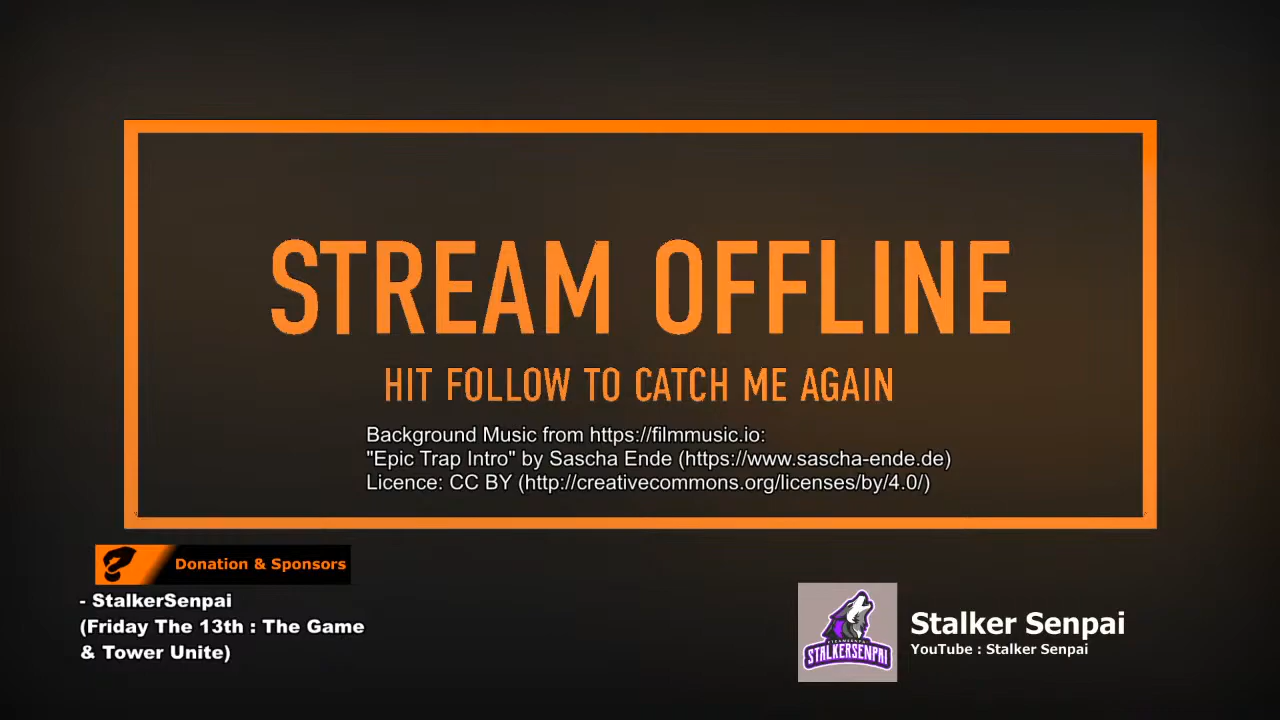 STREAM OFFLINE
HIT FOLLOW TO CATCH ME AGAIN
Background Music from https://filmmusic.io:
"Epic Trap Intro" by Sascha Ende (https://www.sascha-ende.de)
Licence: CC BY (http://creativecommons.org/licenses/by/4.0/)
Donation & Sponsors
- StalkerSenpai
(Friday The 13th : The Game
& Tower Unite)
STALKERSENPAI
Stalker Senpai
YouTube : Stalker Senpai